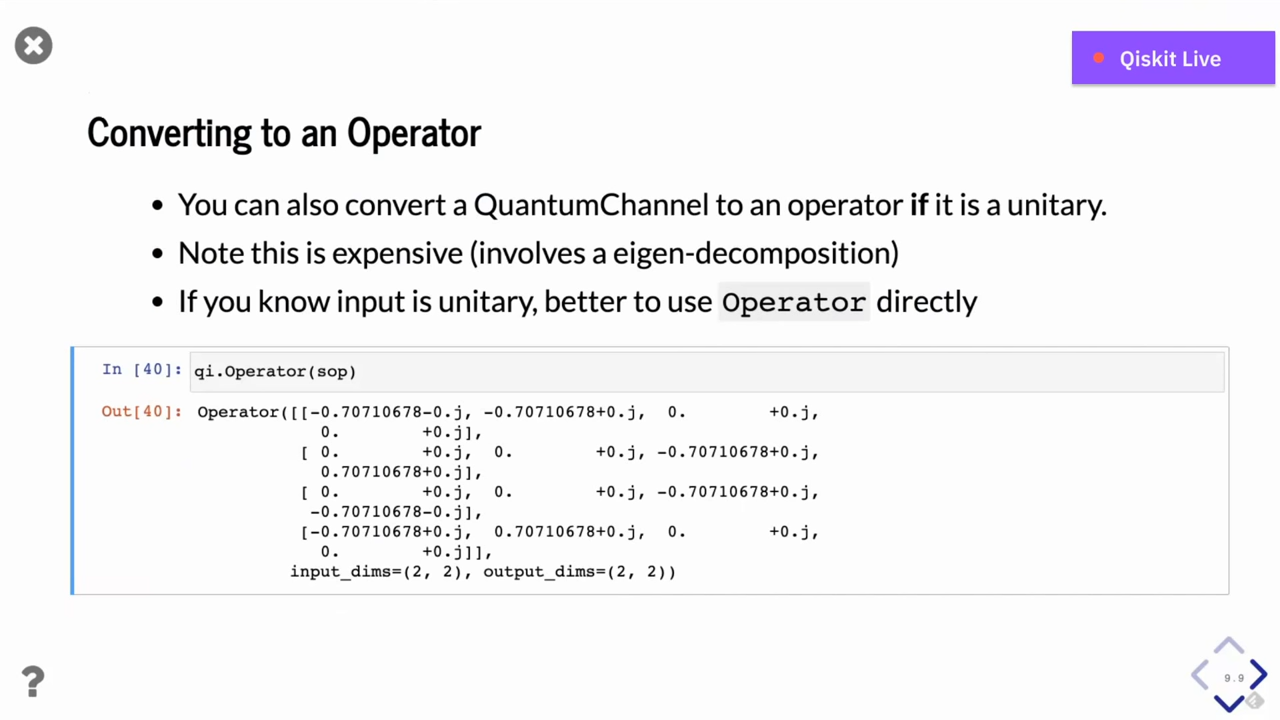 Qiskit Live
Converting to an Operator
• You can also convert a QuantumChannel to an operator if it is a unitary.
• Note this is expensive (involves a eigen-decomposition)
• If you know input is unitary, better to use Operator directly
In [40]: qi.Operator(sop)
Out[40]: Operator([[-0.70710678-0.j, -0.70710678+0.j, 0. +0.j,
0. +0.j],
[ 0. +0.j, 0. +0.j, -0.70710678+0.j,
0.70710678+0.j],
[ 0. +0.j, 0. +0.j, -0.70710678+0.j,
-0.70710678-0.j],
[-0.70710678+0.j, 0.70710678+0.j, 0. +0.j,
0. +0.j]],
input_dims=(2, 2), output_dims=(2, 2))
?
9.9